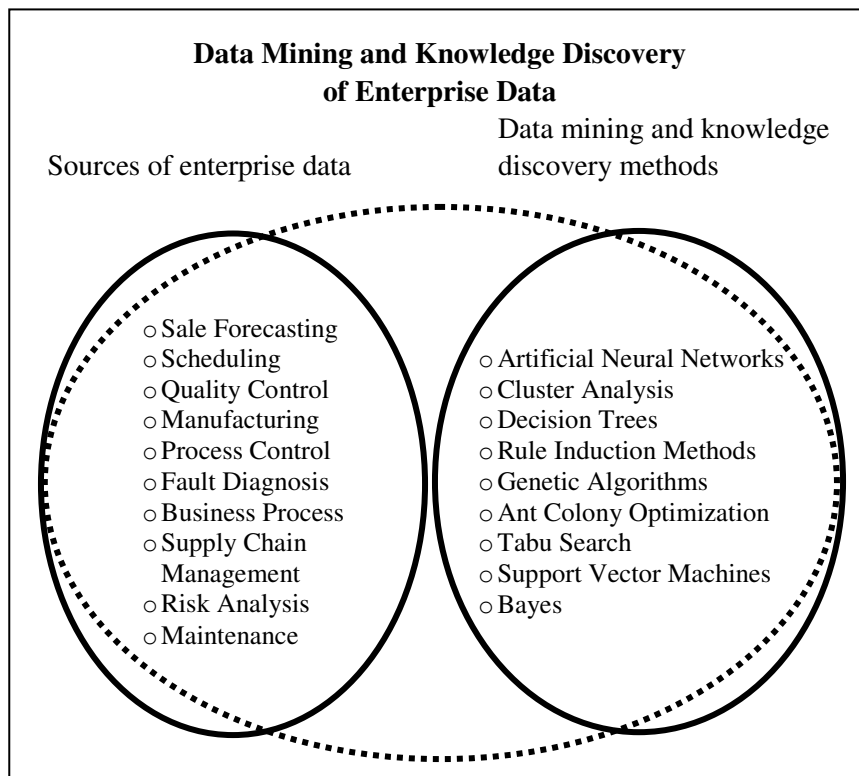 Data Mining and Knowledge Discovery
of Enterprise Data
Sources of enterprise data
Data mining and knowledge
discovery methods
○ Sale Forecasting
○ Scheduling
○ Quality Control
○ Manufacturing
○ Process Control
○ Fault Diagnosis
○ Business Process
○ Supply Chain
Management
○ Risk Analysis
○ Maintenance
○ Artificial Neural Networks
○ Cluster Analysis
○ Decision Trees
○ Rule Induction Methods
○ Genetic Algorithms
○ Ant Colony Optimization
○ Tabu Search
○ Support Vector Machines
○ Bayes